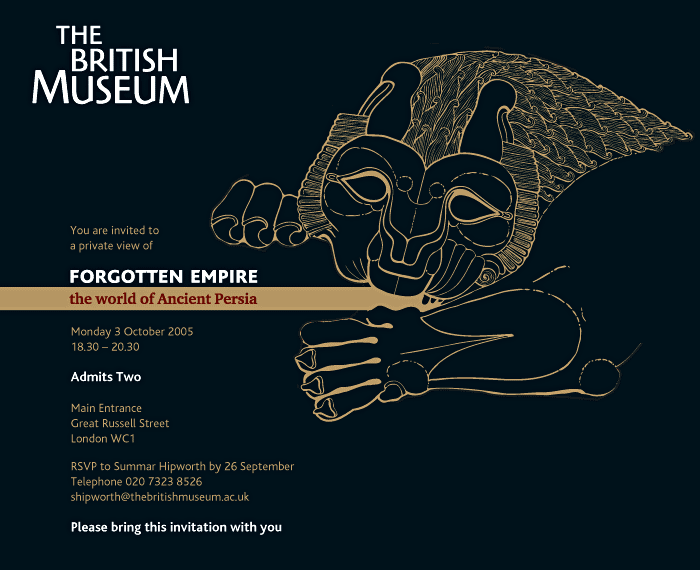 THE
BRITISH
MUSEUM
You are invited to
a private view of
FORGOTTEN EMPIRE
the world of Ancient Persia
Monday 3 October 2005
18.30 – 20.30
Admits Two
Main Entrance
Great Russell Street
London WC1
RSVP to Summar Hipworth by 26 September
Telephone 020 7323 8526
shipworth@thebritishmuseum.ac.uk
Please bring this invitation with you